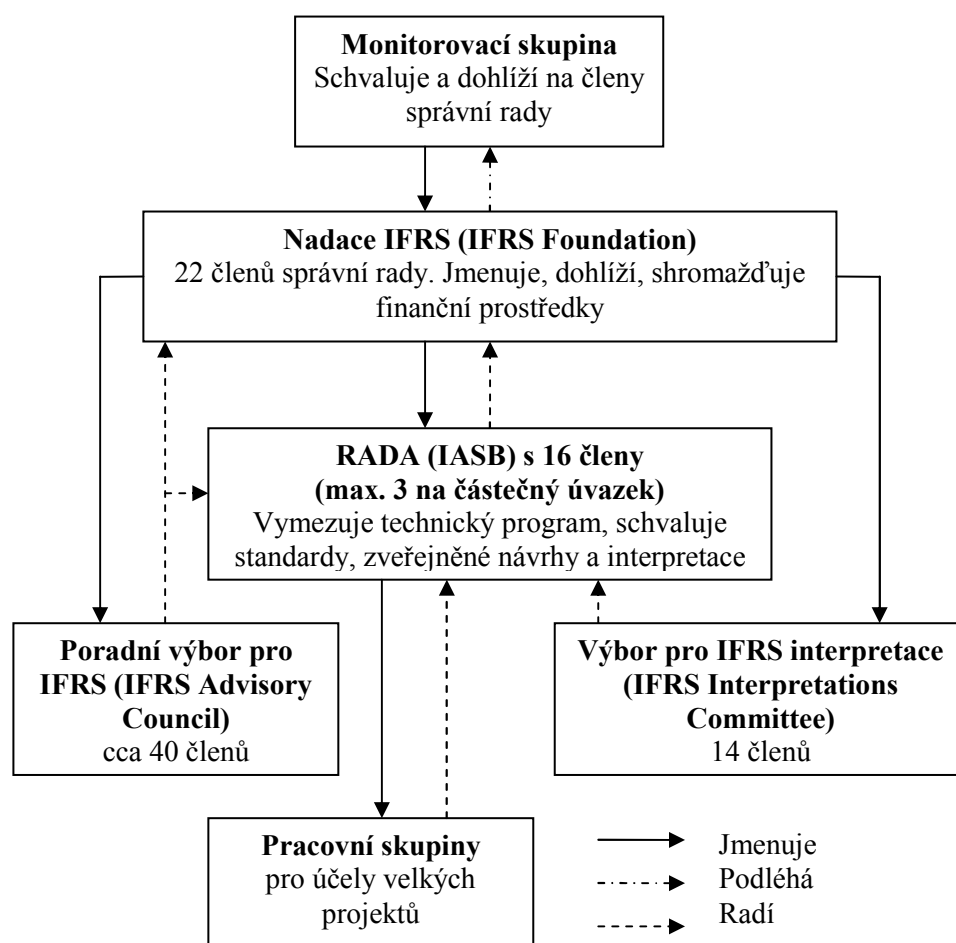 Monitorovací skupina
Schvaluje a dohlíží na členy
správní rady
Nadace IFRS (IFRS Foundation)
22 členů správní rady. Jmenuje, dohlíží, shromažďuje
finanční prostředky
RADA (IASB) s 16 členy
(max. 3 na částečný úvazek)
Vymezuje technický program, schvaluje
standardy, zveřejněné návrhy a interpretace
Poradní výbor pro
IFRS (IFRS Advisory
Council)
cca 40 členů
Výbor pro IFRS interpretace
(IFRS Interpretations
Committee)
14 členů
Pracovní skupiny
pro účely velkých
projektů
Jmenuje
Podléhá
Radí